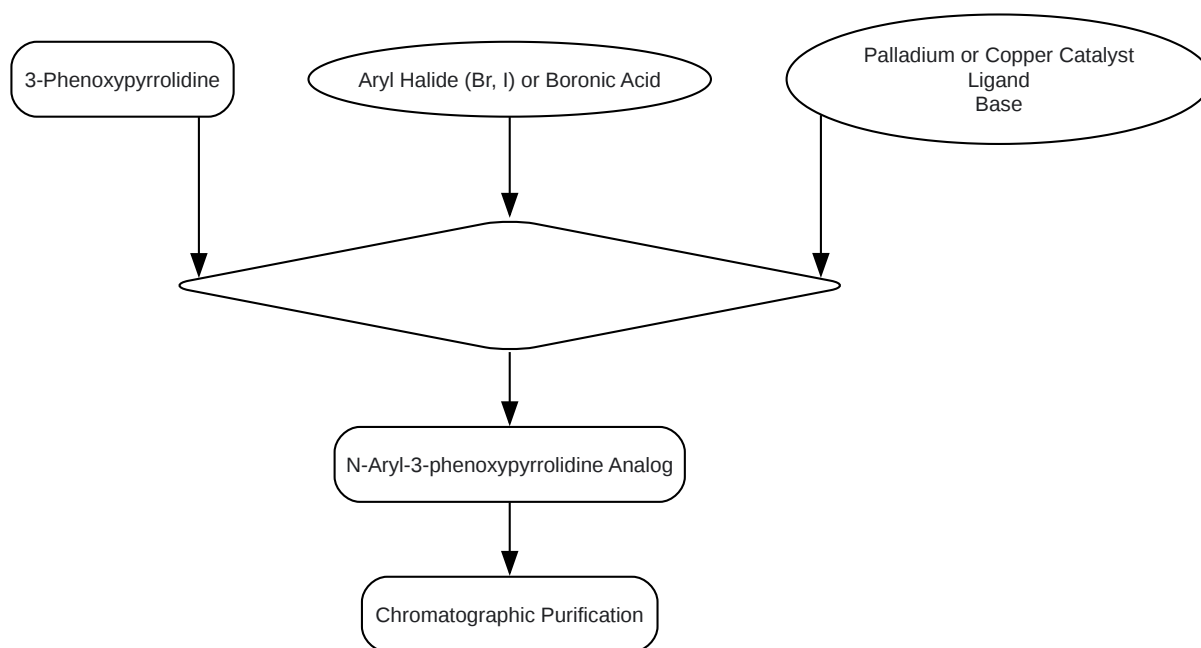 3-Phenoxypyrrolidine
Aryl Halide (Br, I) or Boronic Acid
Palladium or Copper Catalyst
Ligand
Base
N-Aryl-3-phenoxypyrrolidine Analog
Chromatographic Purification